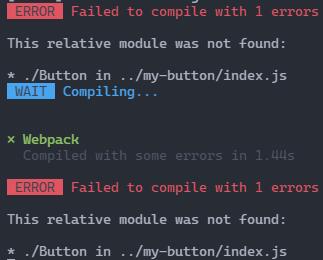 ERROR Failed to compile with 1 errors
This relative module was not found:
* ./Button in ../my-button/index.js
WAIT Compiling...
× Webpack
Compiled with some errors in 1.44s
ERROR Failed to compile with 1 errors
This relative module was not found:
* ./Button in ../my-button/index.js